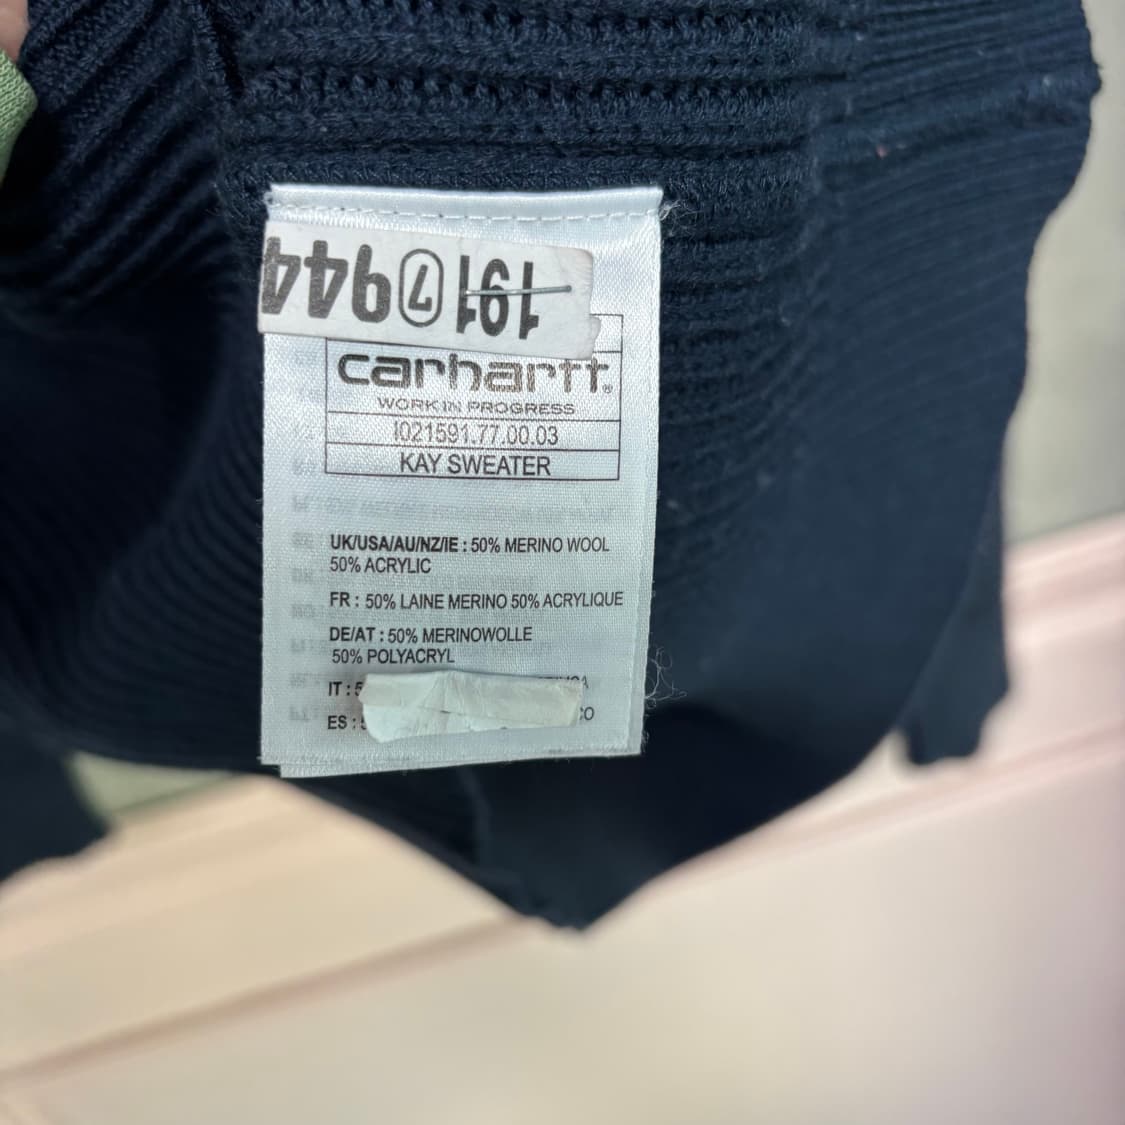 191 7 944
carhartt®
WORK IN PROGRESS
I021591.77.00.03
KAY SWEATER
UK/USA/AU/NZ/IE : 50% MERINO WOOL
50% ACRYLIC
FR : 50% LAINE MERINO 50% ACRYLIQUE
DE/AT : 50% MERINOWOLLE
50% POLYACRYL
IT :
ES :